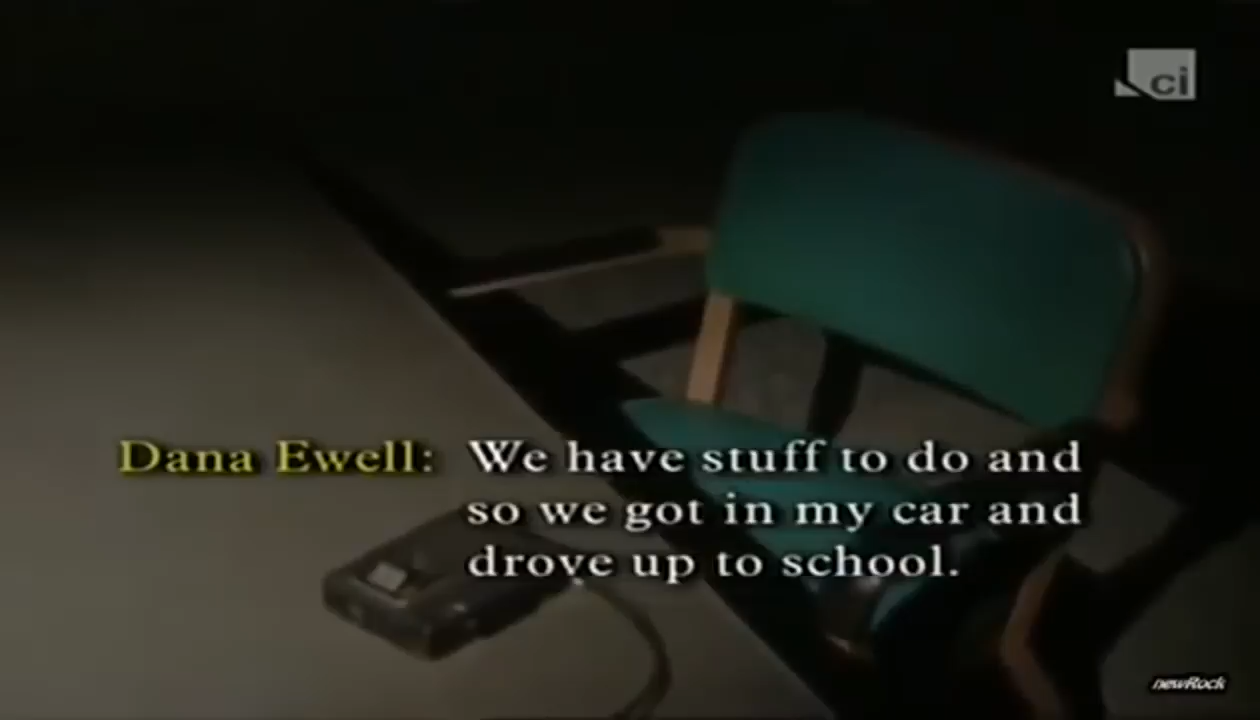 ci
Dana Ewell: We have stuff to do and
so we got in my car and
drove up to school.
newRock